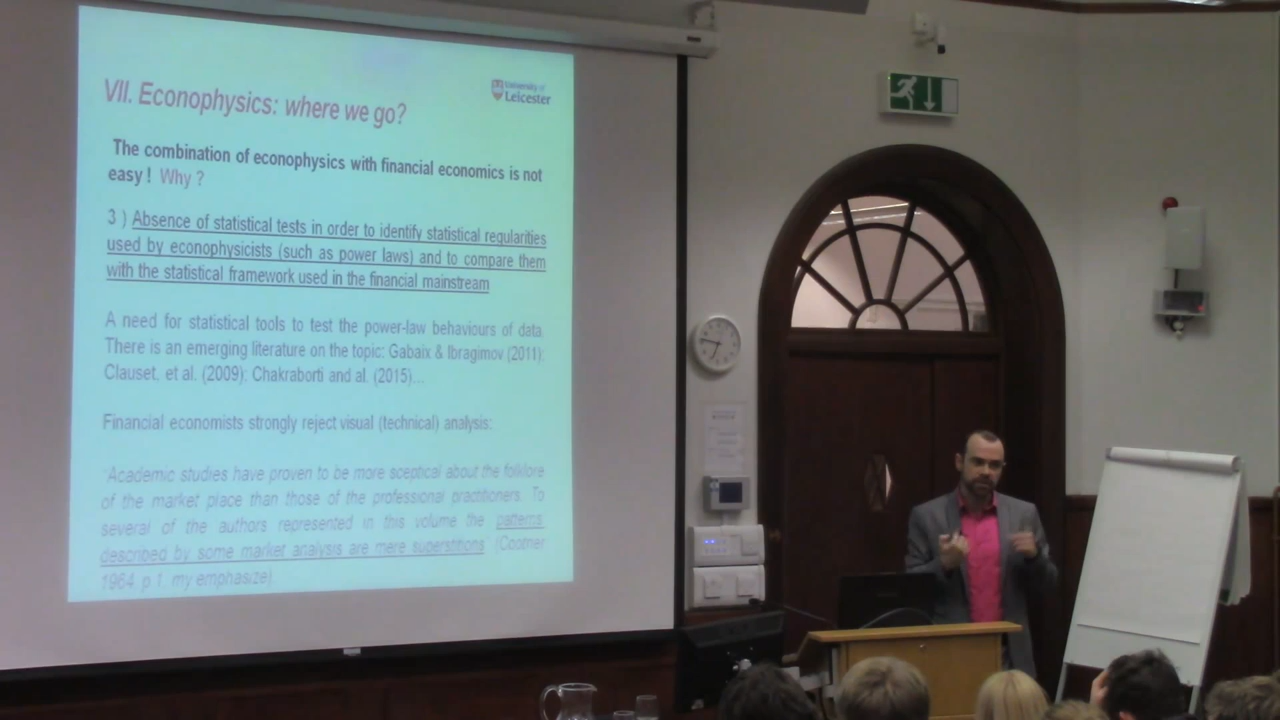 VII. Econophysics: where we go?
University of
Leicester
The combination of econophysics with financial economics is not
easy ! Why ?
3 ) Absence of statistical tests in order to identify statistical regularities
used by econophysicists (such as power laws) and to compare them
with the statistical framework used in the financial mainstream
A need for statistical tools to test the power-law behaviours of data.
There is an emerging literature on the topic: Gabaix & Ibragimov (2011);
Clauset, et al. (2009); Chakraborti and al. (2015)...
Financial economists strongly reject visual (technical) analysis:
“Academic studies have proven to be more sceptical about the folklore
of the market place than those of the professional practitioners. To
several of the authors represented in this volume the patterns
described by some market analysis are mere superstitions” (Cootner
1964, p.1, my emphasize).